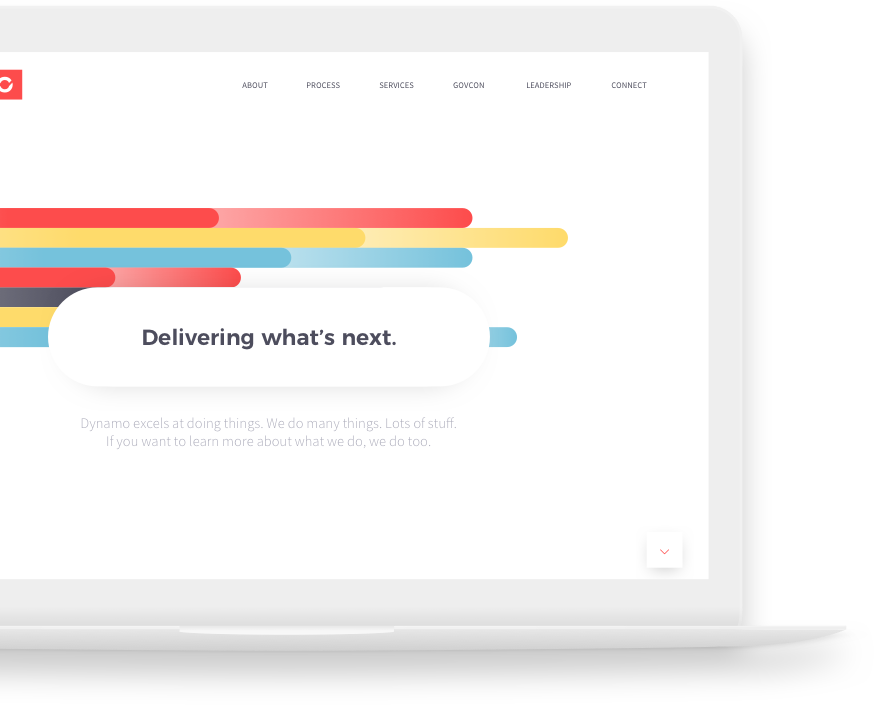 ABOUT PROCESS SERVICES GOVCON LEADERSHIP CONNECT
Delivering what’s next.
Dynamo excels at doing things. We do many things. Lots of stuff.
If you want to learn more about what we do, we do too.